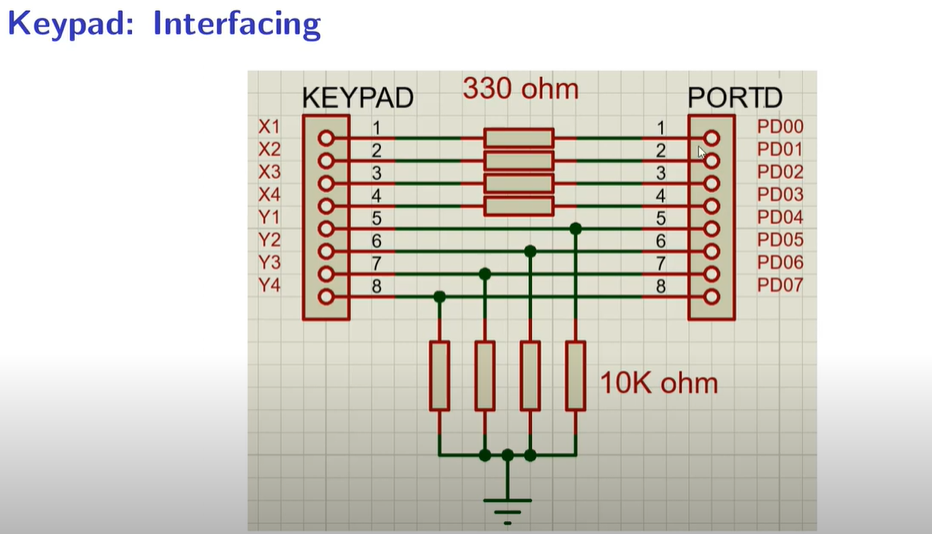 Keypad: Interfacing
330 ohm
KEYPAD
PORTD
X1 1 1 PD00
X2 2 2 PD01
X3 3 3 PD02
X4 4 4 PD03
Y1 5 5 PD04
Y2 6 6 PD05
Y3 7 7 PD06
Y4 8 8 PD07
10K ohm